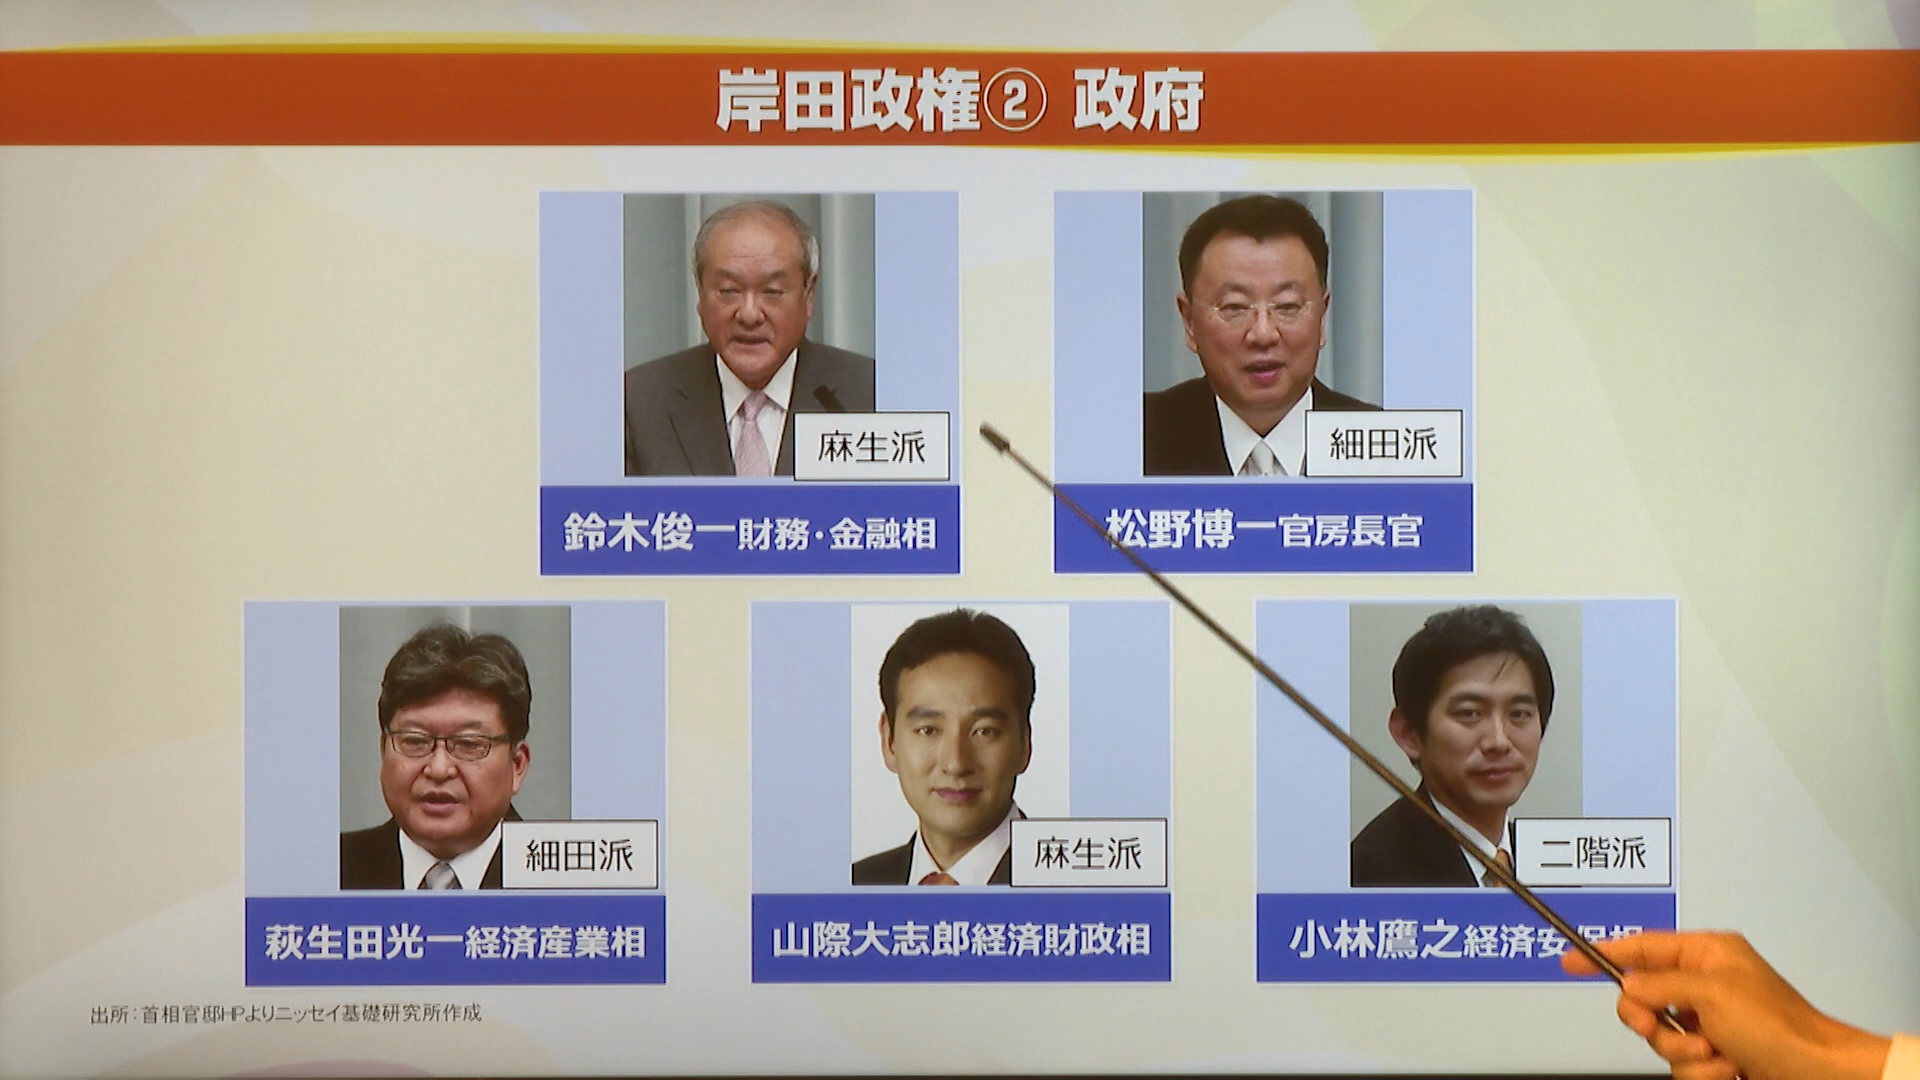 岸田政権② 政府
麻生派
鈴木俊一財務・金融相
細田派
松野博一官房長官
細田派
萩生田光一経済産業相
麻生派
山際大志郎経済財政相
二階派
小林鷹之経済安保相
出所：首相官邸HPよりニッセイ基礎研究所作成